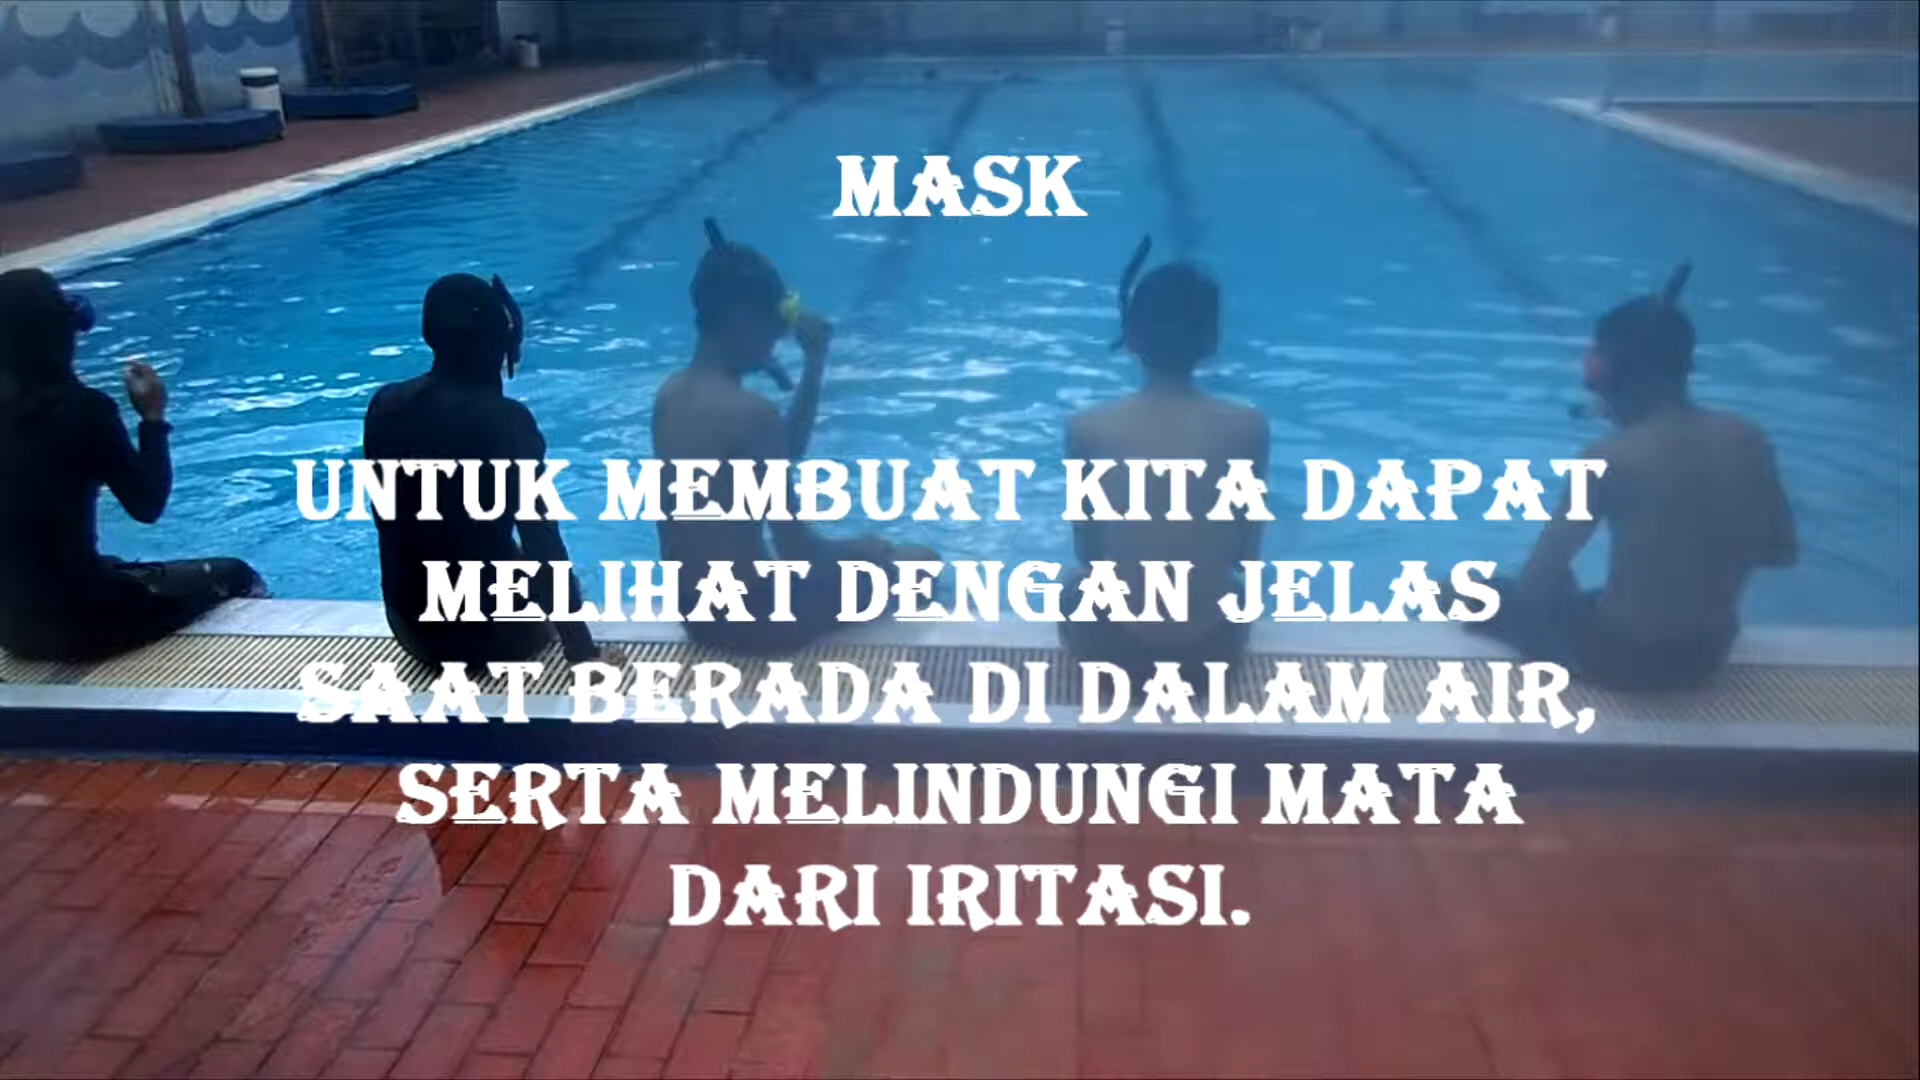 MASK
UNTUK MEMBUAT KITA DAPAT
MELIHAT DENGAN JELAS
SAAT BERADA DI DALAM AIR,
SERTA MELINDUNGI MATA
DARI IRITASI.